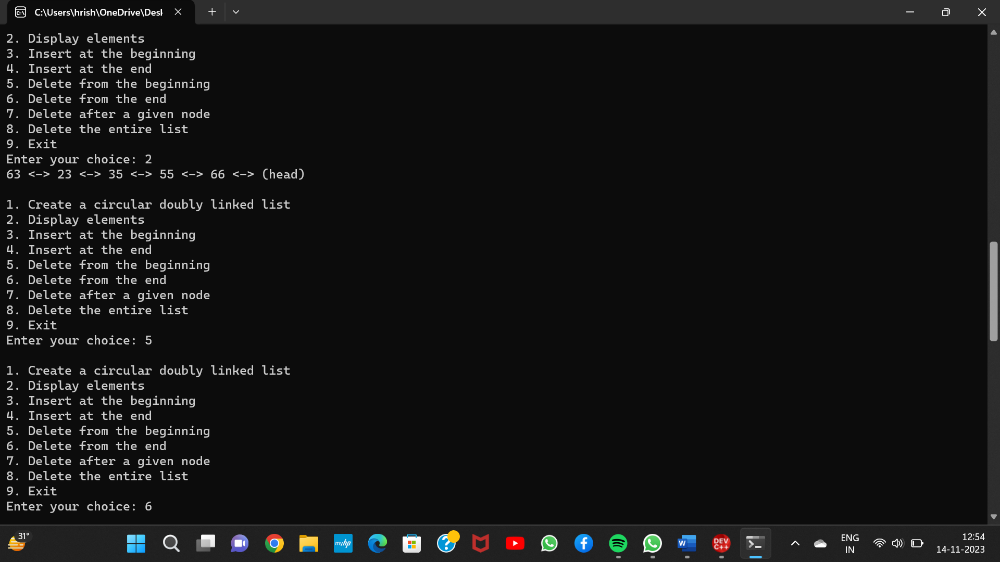 C:\Users\hrish\OneDrive\Desl
2. Display elements
3. Insert at the beginning
4. Insert at the end
5. Delete from the beginning
6. Delete from the end
7. Delete after a given node
8. Delete the entire list
9. Exit
Enter your choice: 2
63 <-> 23 <-> 35 <-> 55 <-> 66 <-> (head)
1. Create a circular doubly linked list
2. Display elements
3. Insert at the beginning
4. Insert at the end
5. Delete from the beginning
6. Delete from the end
7. Delete after a given node
8. Delete the entire list
9. Exit
Enter your choice: 5
1. Create a circular doubly linked list
2. Display elements
3. Insert at the beginning
4. Insert at the end
5. Delete from the beginning
6. Delete from the end
7. Delete after a given node
8. Delete the entire list
9. Exit
Enter your choice: 6
31°
myhp
W
DEV
C++
ENG
IN
12:54
14-11-2023